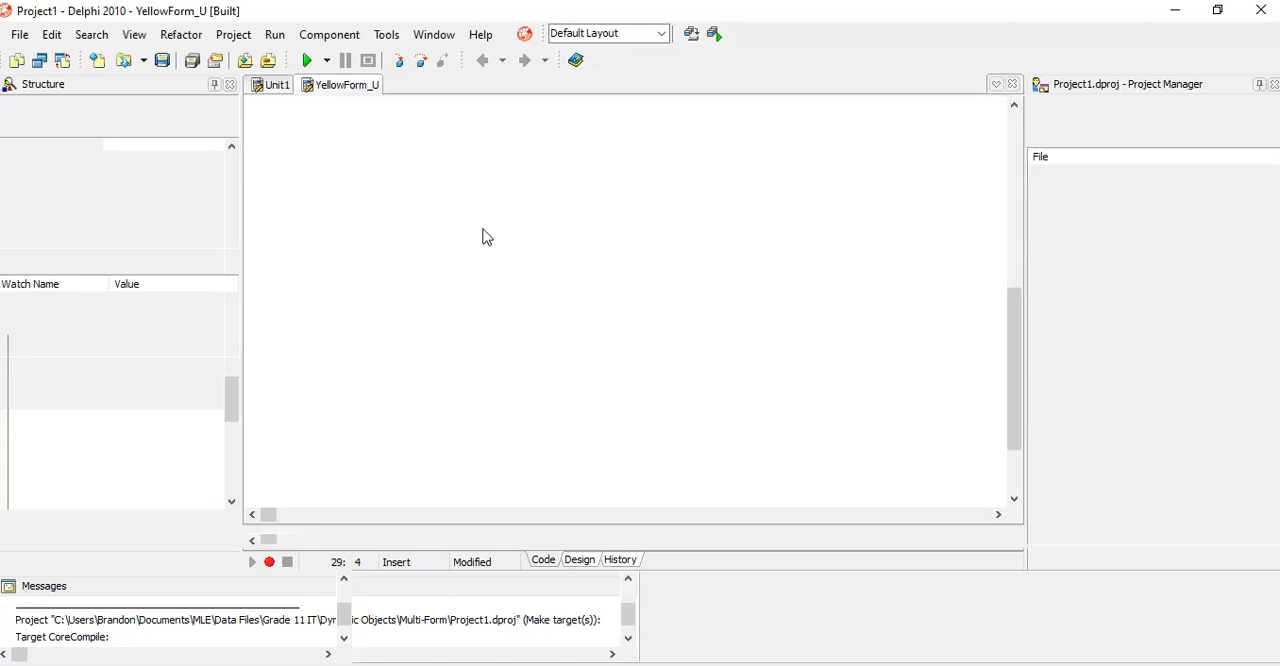 Project1 - Delphi 2010 - YellowForm_U [Built]
File Edit Search View Refactor Project Run Component Tools Window Help Default Layout
Structure
Unit1 YellowForm_U
Project1.dproj - Project Manager
File
Watch Name Value
29: 4 Insert Modified Code Design History
Messages
Project "C:\Users\Brandon\Documents\MLE\Data Files\Grade 11 IT\Dyr ic Objects\Multi-Form\Project1.dproj" (Make target(s)):
Target CoreCompile: